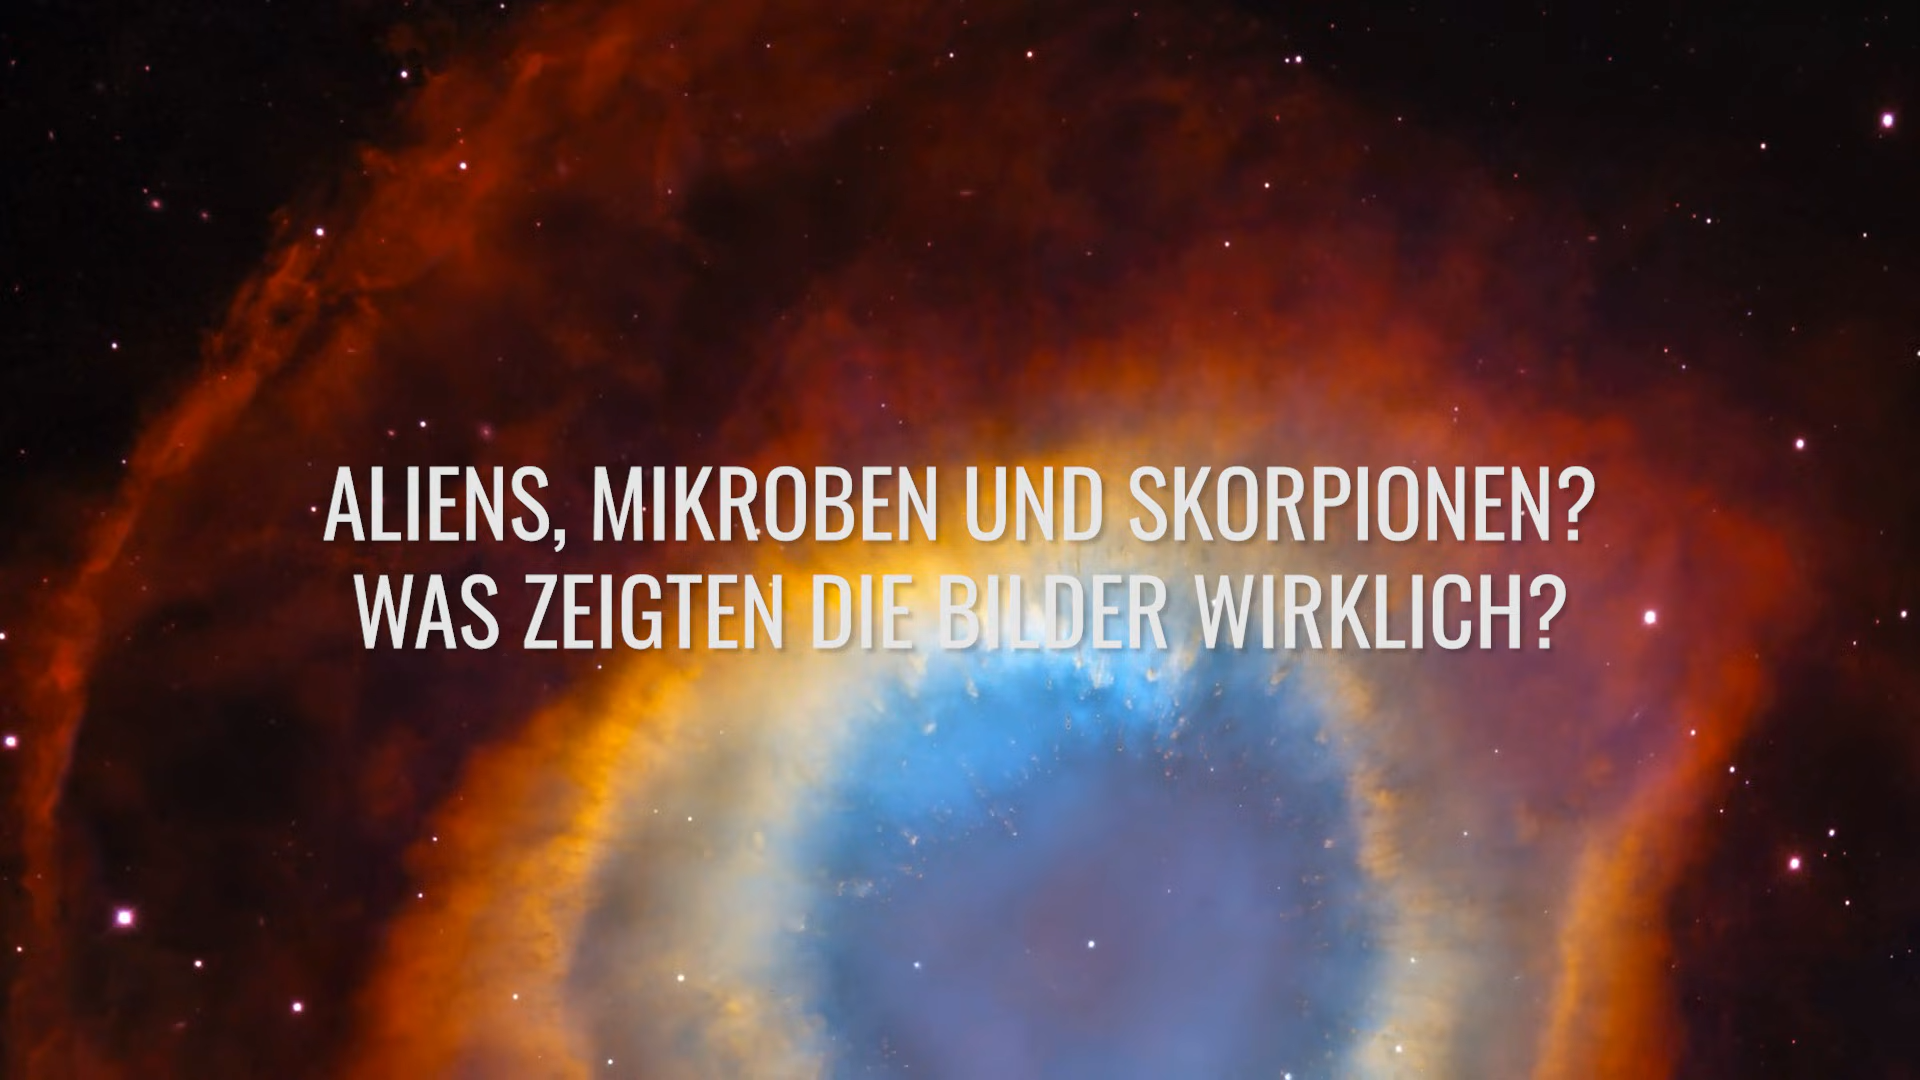 ALIENS, MIKROBEN UND SKORPIONEN?
WAS ZEIGTEN DIE BILDER WIRKLICH?